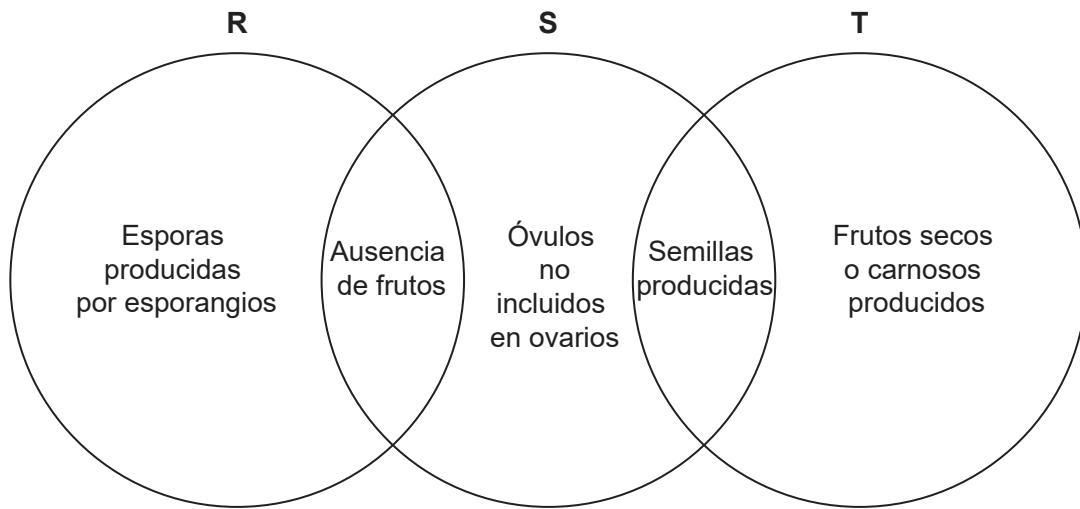 R
S
T
Esporas
producidas
por esporangios
Ausencia
de frutos
Óvulos
no
incluidos
en ovarios
Semillas
producidas
Frutos secos
o carnosos
producidos